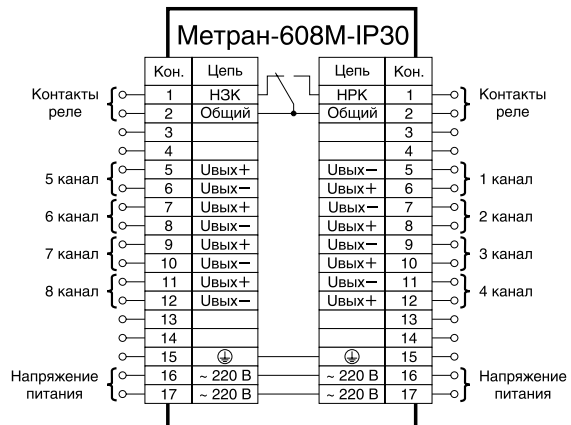 Метран-608М-IP30
Кон. Цепь Цепь Кон.
Контакты реле 1 НЗК НРК 1 Контакты реле
2 Общий Общий 2
3 3
4 4
5 канал 5 Uвых+ Uвых− 5 1 канал
6 Uвых− Uвых+ 6
6 канал 7 Uвых+ Uвых− 7 2 канал
8 Uвых− Uвых+ 8
7 канал 9 Uвых+ Uвых− 9 3 канал
10 Uвых− Uвых+ 10
8 канал 11 Uвых+ Uвых− 11 4 канал
12 Uвых− Uвых+ 12
13 13
14 14
15 15
Напряжение питания 16 ~ 220 В ~ 220 В 16 Напряжение питания
17 ~ 220 В ~ 220 В 17